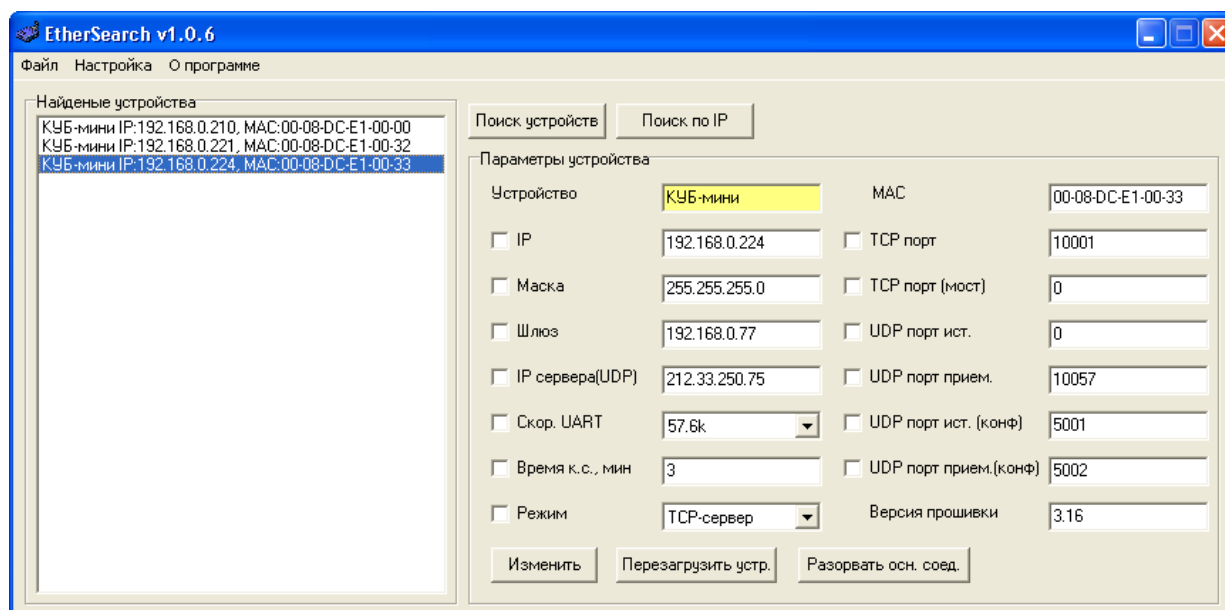 EtherSearch v1.0.6
Файл Настройка О программе
Найденые устройства
КУБ-мини IP:192.168.0.210, MAC:00-08-DC-E1-00-00
КУБ-мини IP:192.168.0.221, MAC:00-08-DC-E1-00-32
КУБ-мини IP:192.168.0.224, MAC:00-08-DC-E1-00-33
Поиск устройств Поиск по IP
Параметры устройства
Устройство КУБ-мини MAC 00-08-DC-E1-00-33
IP 192.168.0.224 TCP порт 10001
Маска 255.255.255.0 TCP порт (мост) 0
Шлюз 192.168.0.77 UDP порт ист. 0
IP сервера(UDP) 212.33.250.75 UDP порт прием. 10057
Скор. UART 57.6k UDP порт ист. (конф) 5001
Время к.с., мин 3 UDP порт прием.(конф) 5002
Режим TCP-сервер Версия прошивки 3.16
Изменить Перезагрузить устр. Разорвать осн. соед.